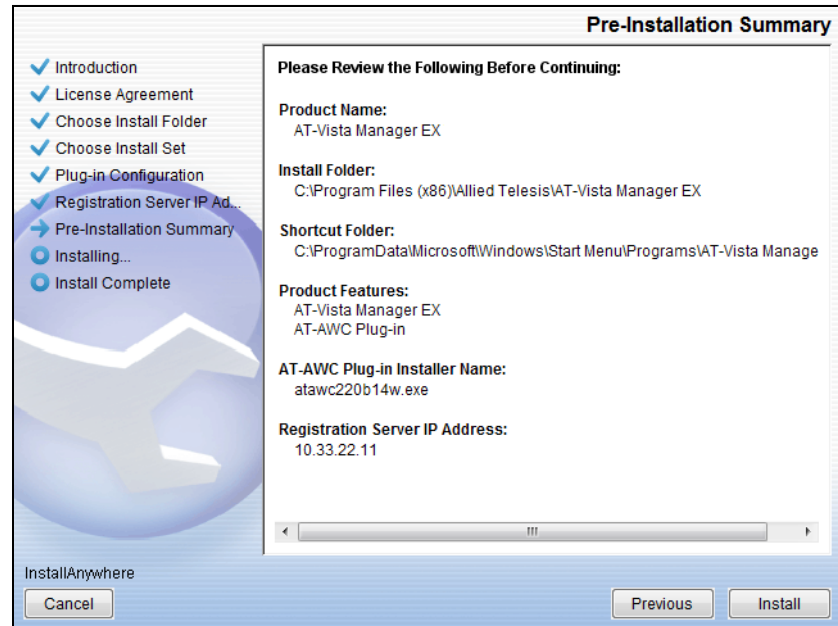 Pre-Installation Summary
Introduction
License Agreement
Choose Install Folder
Choose Install Set
Plug-in Configuration
Registration Server IP Ad...
Pre-Installation Summary
Installing...
Install Complete
Please Review the Following Before Continuing:
Product Name:
AT-Vista Manager EX
Install Folder:
C:\Program Files (x86)\Allied Telesis\AT-Vista Manager EX
Shortcut Folder:
C:\ProgramData\Microsoft\Windows\Start Menu\Programs\AT-Vista Manage
Product Features:
AT-Vista Manager EX
AT-AWC Plug-in
AT-AWC Plug-in Installer Name:
atawc220b14w.exe
Registration Server IP Address:
10.33.22.11
InstallAnywhere
Cancel
Previous
Install